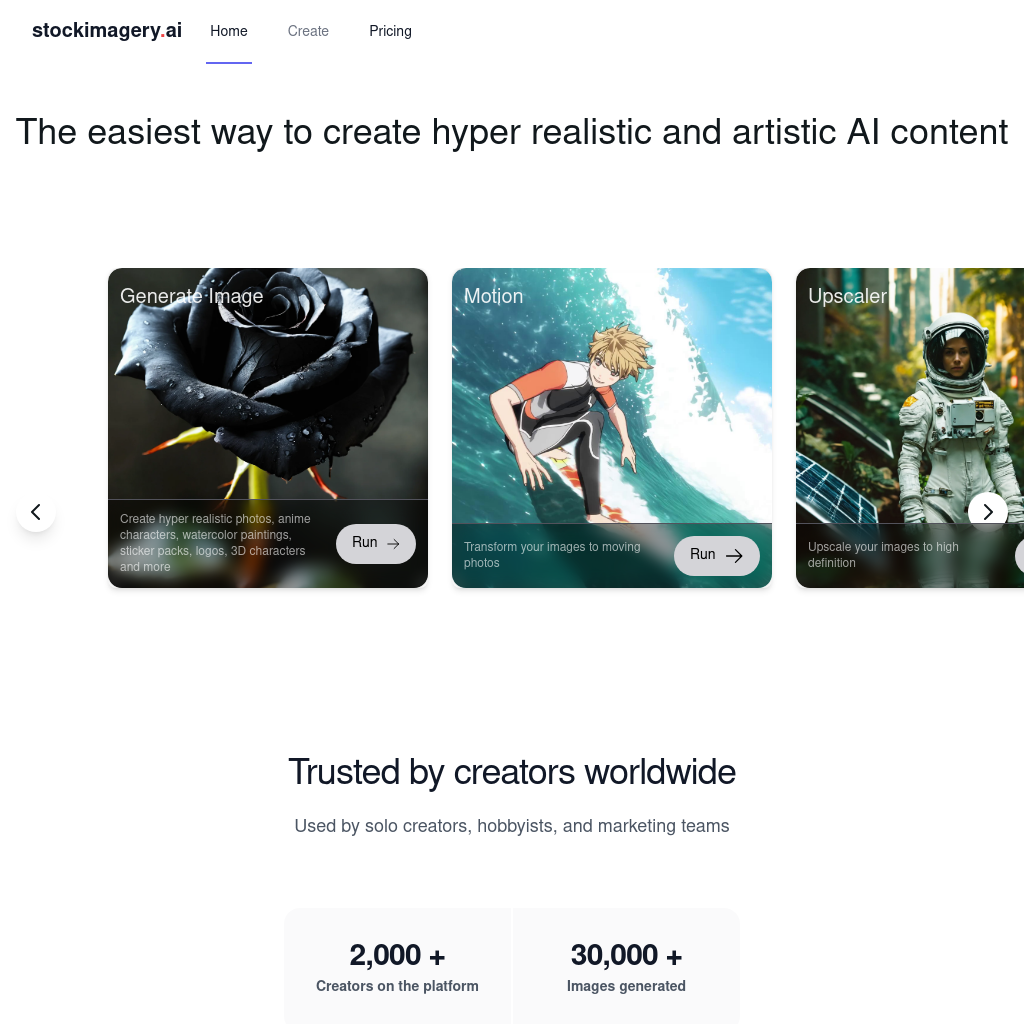 stockimagery.ai
Home
Create
Pricing
The easiest way to create hyper realistic and artistic AI content
Generate Image
Create hyper realistic photos, anime
characters, watercolor paintings,
sticker packs, logos, 3D characters
and more
Run
Motion
Transform your images to moving
photos
Run
Upscaler
Upscale your images to high
definition
Trusted by creators worldwide
Used by solo creators, hobbyists, and marketing teams
2,000 +
Creators on the platform
30,000 +
Images generated